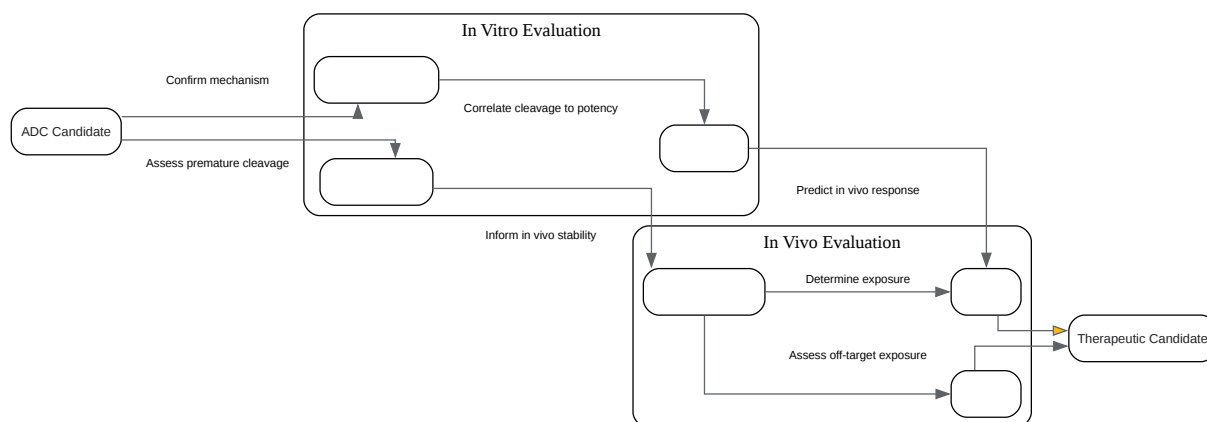 In Vitro Evaluation
Confirm mechanism
Correlate cleavage to potency
ADC Candidate
Assess premature cleavage
Predict in vivo response
Inform in vivo stability
In Vivo Evaluation
Determine exposure
Therapeutic Candidate
Assess off-target exposure